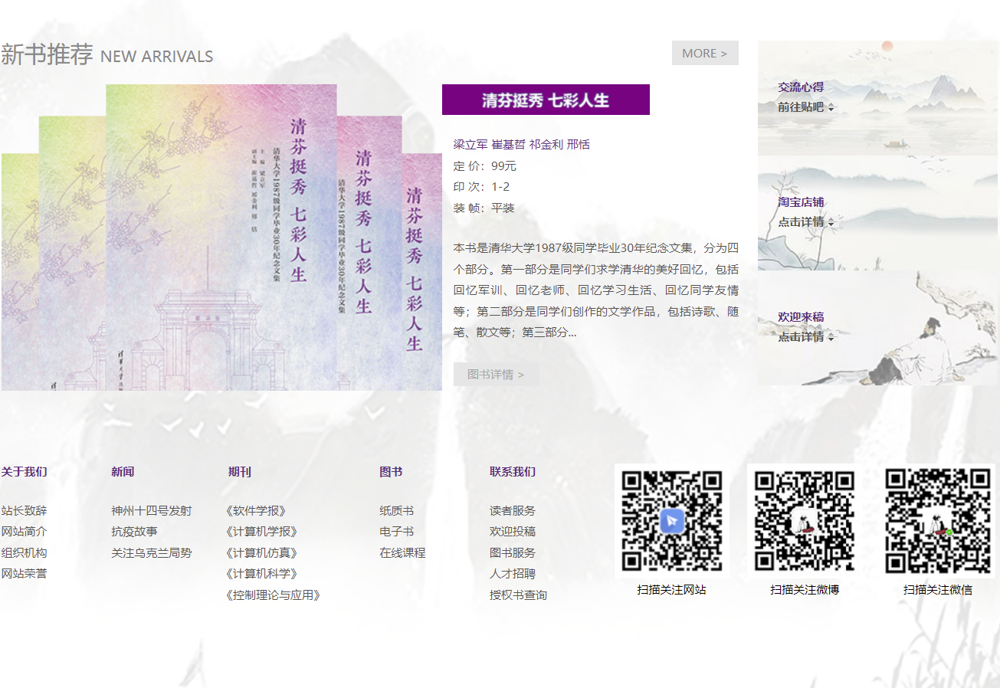 新书推荐 NEW ARRIVALS
MORE >
清芬挺秀 七彩人生
清华大学1987级同学毕业30年纪念文集
主 编 梁立军
副主编 崔基哲 祁金利 邢 恬
清芬挺秀 七彩人生
清华大学1987级同学毕业30年纪念文集
清芬挺秀 七彩人生
清芬挺秀 七彩人生
梁立军 崔基哲 祁金利 邢恬
定 价：99元
印 次：1-2
装 帧：平装
本书是清华大学1987级同学毕业30年纪念文集，分为四
个部分。第一部分是同学们求学清华的美好回忆，包括
回忆军训、回忆老师、回忆学习生活、回忆同学友情
等；第二部分是同学们创作的文学作品，包括诗歌、随
笔、散文等；第三部分...
图书详情 >
交流心得
前往贴吧
淘宝店铺
点击详情
欢迎来稿
点击详情
关于我们
站长致辞
网站简介
组织机构
网站荣誉
新闻
神州十四号发射
抗疫故事
关注乌克兰局势
期刊
《软件学报》
《计算机学报》
《计算机仿真》
《计算机科学》
《控制理论与应用》
图书
纸质书
电子书
在线课程
联系我们
读者服务
欢迎投稿
图书服务
人才招聘
授权书查询
扫描关注网站
扫描关注微博
扫描关注微信